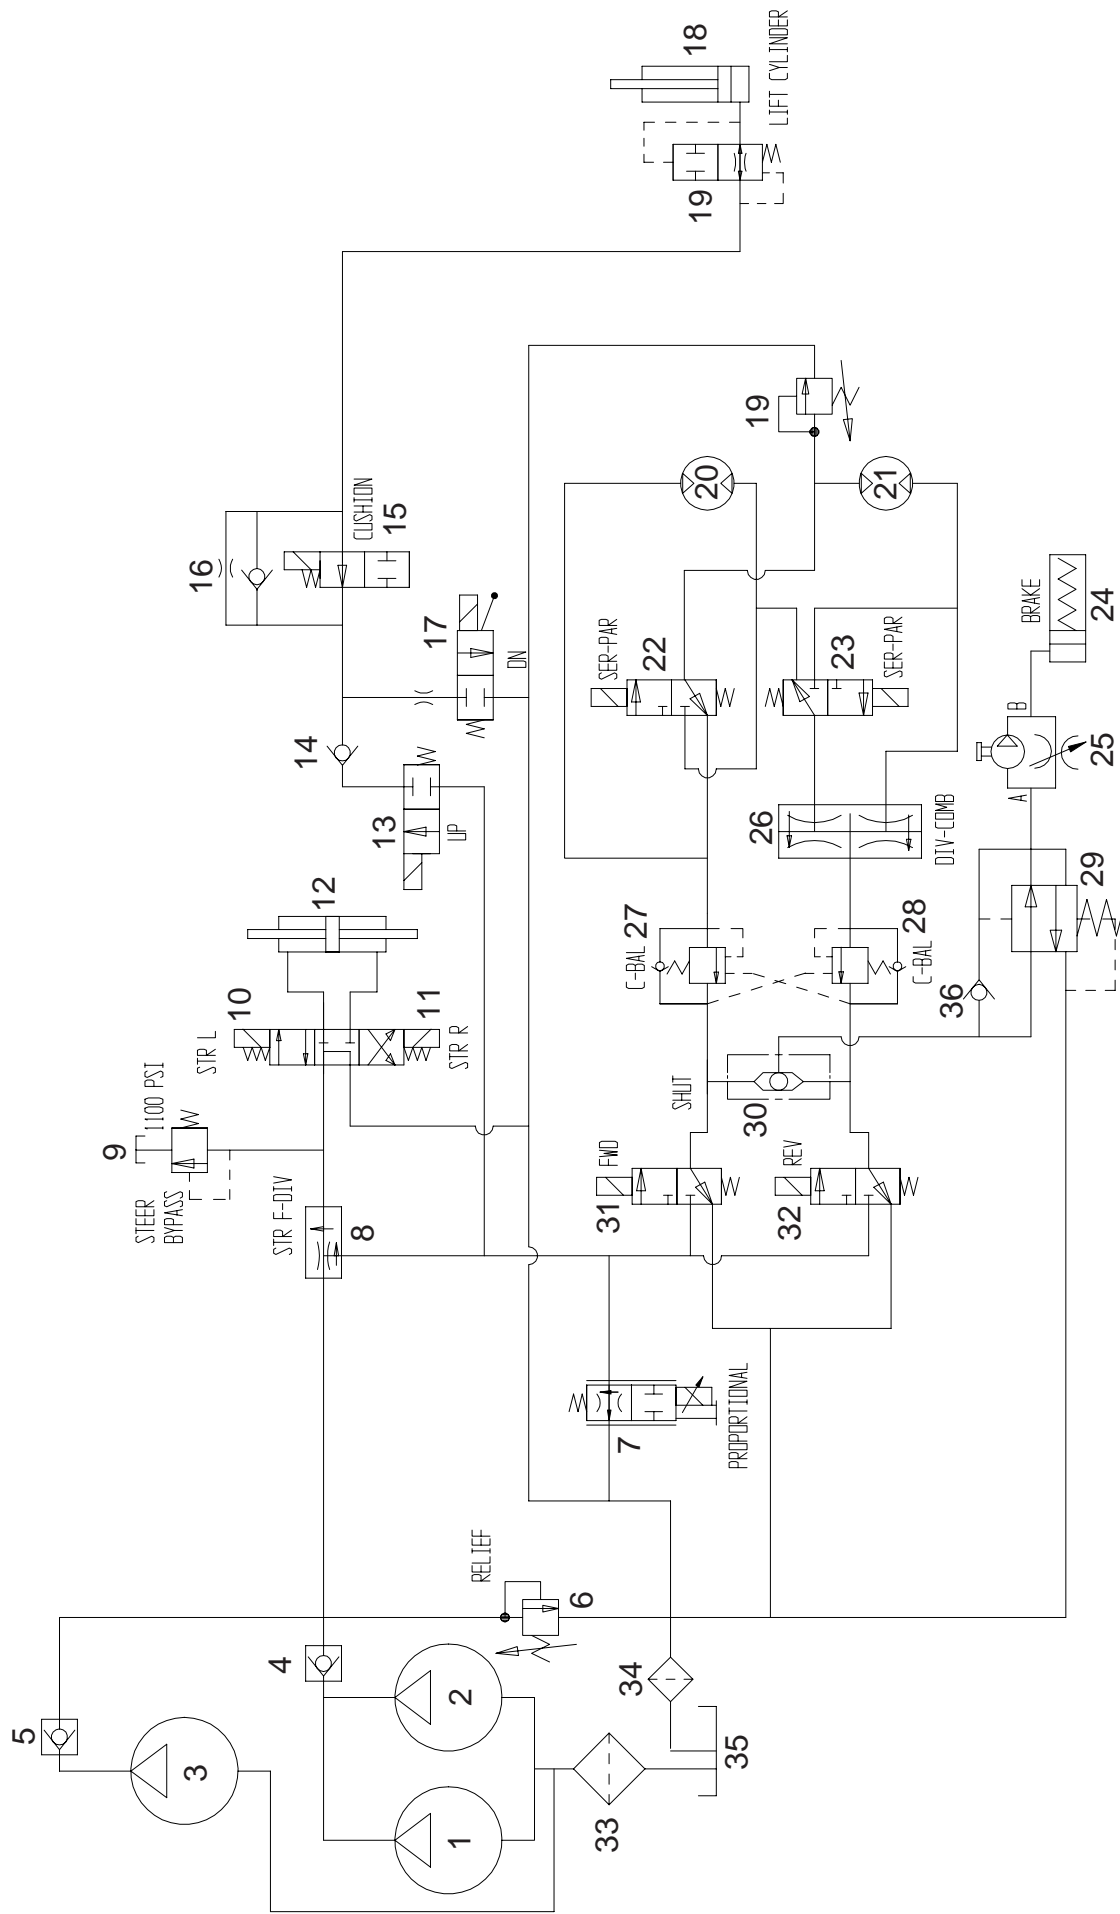 18
LIFT CYLINDER
19
CUSHION
15
16
17
DN
14
13
UP
12
10
11
STR L
STR R
9
1100 PSI
STEER
BYPASS
STR F-DIV
8
19
20
21
SER-PAR
22
23
SER-PAR
BRAKE
24
B
A
25
26
DIV-COMB
C-BAL
27
28
C-BAL
29
36
SHUT
30
FWD
31
REV
32
7
PROPORTIONAL
RELIEF
6
5
4
3
2
1
34
33
35